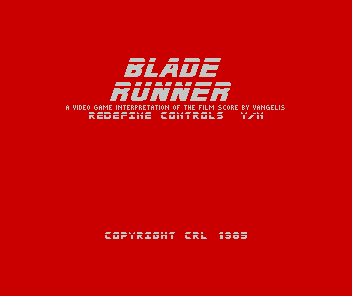 BLADE
RUNNER
A VIDEO GAME INTERPRETATION OF THE FILM SCORE BY VANGELIS
REDEFINE CONTROLS Y/N
COPYRIGHT CRL 1985